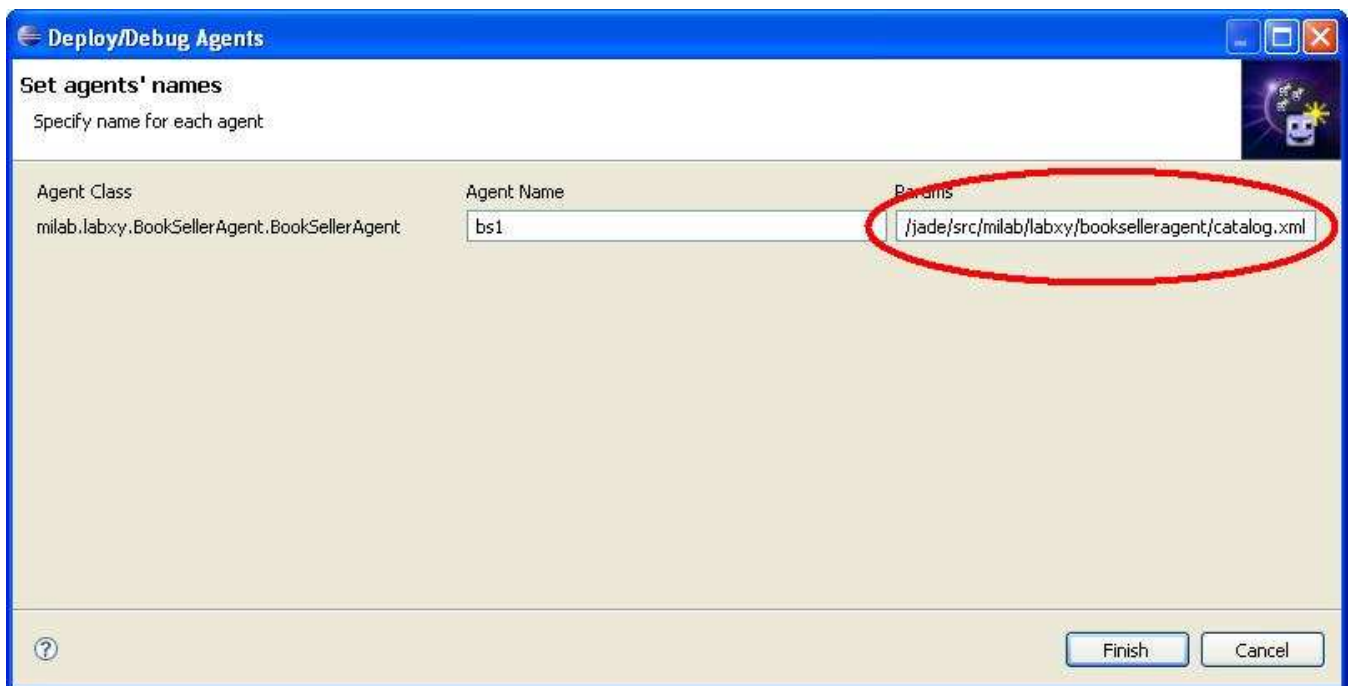 Deploy/Debug Agents
Set agents' names
Specify name for each agent
Agent Class Agent Name Params
milab.labxy.BookSellerAgent.BookSellerAgent bs1 /jade/src/milab/labxy/bookselleragent/catalog.xml
?
Finish Cancel